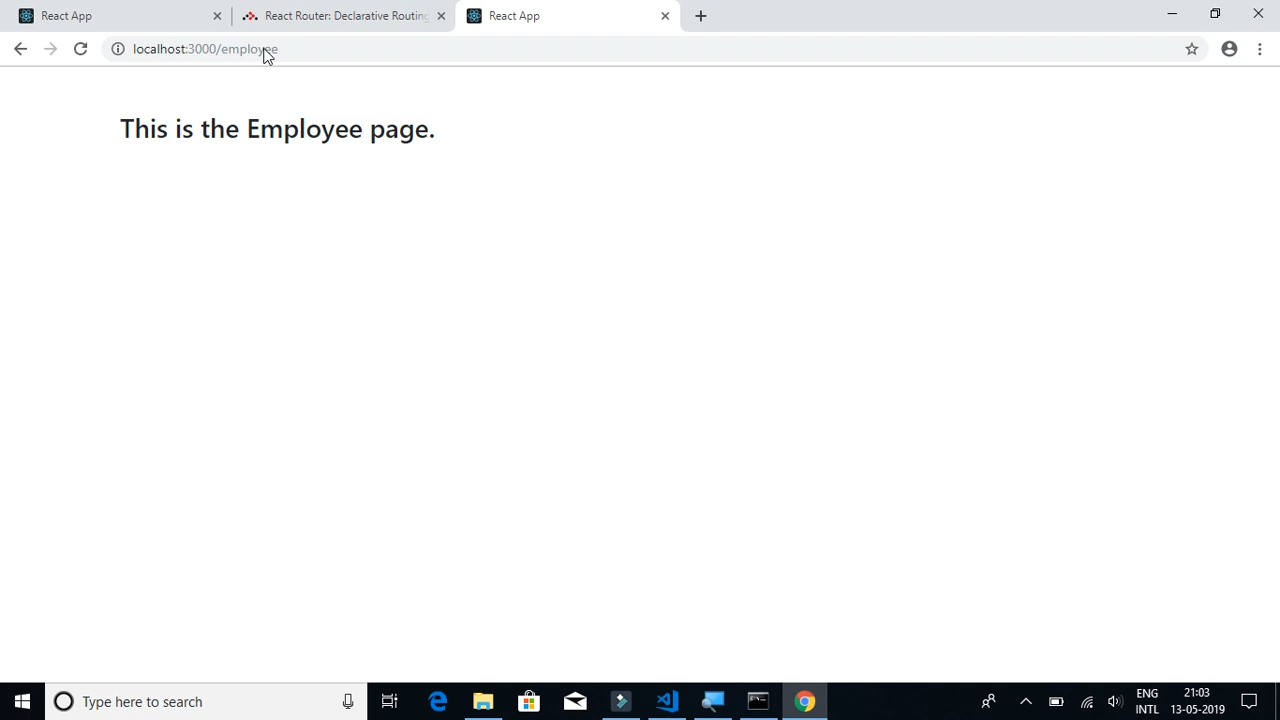 React App
React Router: Declarative Routing
React App
localhost:3000/employee
This is the Employee page.
Type here to search
ENG
INTL
21:03
13-05-2019